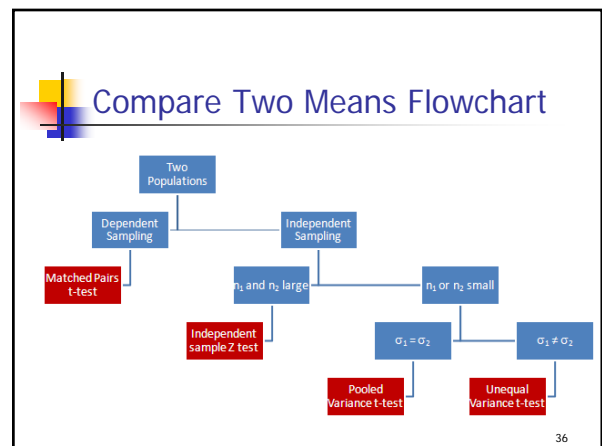 Compare Two Means Flowchart
Two
Populations
Dependent
Sampling
Independent
Sampling
Matched Pairs
t-test
n₁ and n₂ large
n₁ or n₂ small
Independent
sample Z test
σ₁ = σ₂
σ₁ ≠ σ₂
Pooled
Variance t-test
Unequal
Variance t-test
36